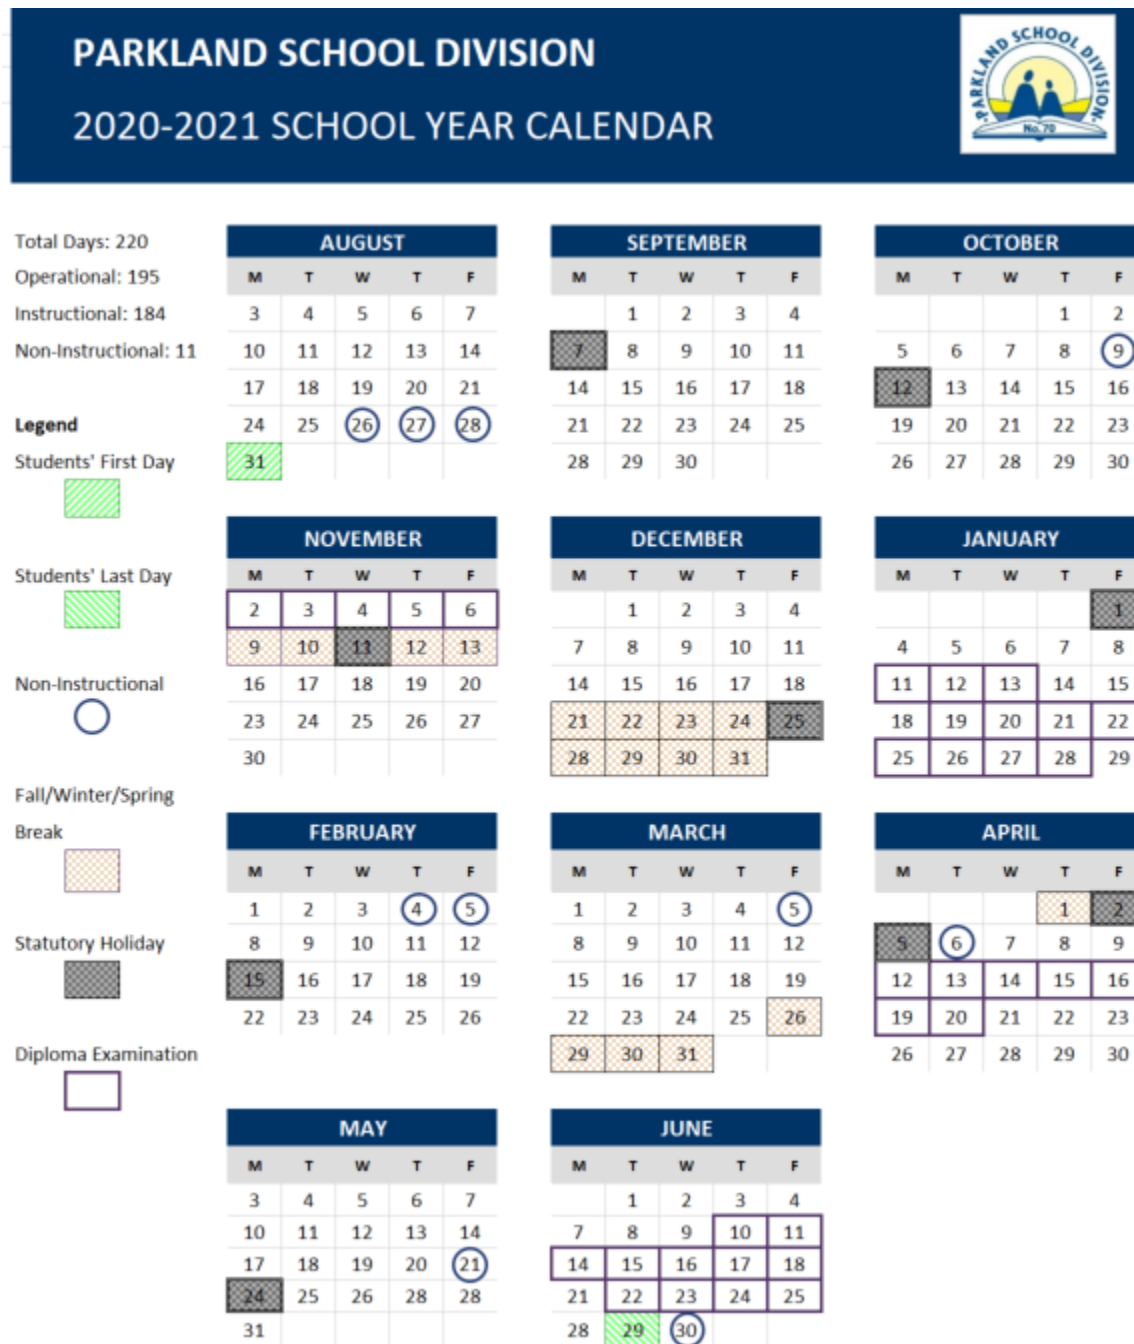 PARKLAND SCHOOL DIVISION
2020-2021 SCHOOL YEAR CALENDAR
PARKLAND SCHOOL DIVISION
No. 70
Total Days: 220
Operational: 195
Instructional: 184
Non-Instructional: 11
Legend
Students' First Day
Students' Last Day
Non-Instructional
Fall/Winter/Spring
Break
Statutory Holiday
Diploma Examination
AUGUST
M T W T F
3 4 5 6 7
10 11 12 13 14
17 18 19 20 21
24 25 26 27 28
31
SEPTEMBER
M T W T F
1 2 3 4
7 8 9 10 11
14 15 16 17 18
21 22 23 24 25
28 29 30
OCTOBER
M T W T F
1 2
5 6 7 8 9
12 13 14 15 16
19 20 21 22 23
26 27 28 29 30
NOVEMBER
M T W T F
2 3 4 5 6
9 10 11 12 13
16 17 18 19 20
23 24 25 26 27
30
DECEMBER
M T W T F
1 2 3 4
7 8 9 10 11
14 15 16 17 18
21 22 23 24 25
28 29 30 31
JANUARY
M T W T F
1
4 5 6 7 8
11 12 13 14 15
18 19 20 21 22
25 26 27 28 29
FEBRUARY
M T W T F
1 2 3 4 5
8 9 10 11 12
15 16 17 18 19
22 23 24 25 26
MARCH
M T W T F
1 2 3 4 5
8 9 10 11 12
15 16 17 18 19
22 23 24 25 26
29 30 31
APRIL
M T W T F
1 2
5 6 7 8 9
12 13 14 15 16
19 20 21 22 23
26 27 28 29 30
MAY
M T W T F
3 4 5 6 7
10 11 12 13 14
17 18 19 20 21
24 25 26 28 28
31
JUNE
M T W T F
1 2 3 4
7 8 9 10 11
14 15 16 17 18
21 22 23 24 25
28 29 30